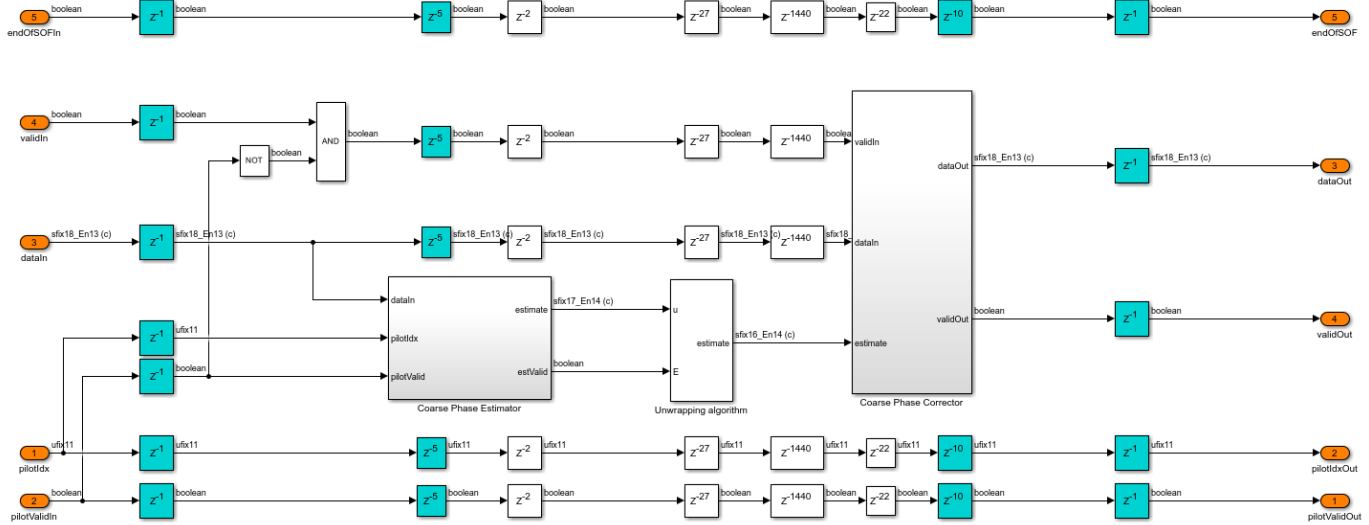 5 boolean z-1 boolean z-5 boolean z-2 boolean z-27 boolean z-1440 boolean z-22 boolean z-10 boolean z-1 boolean 5
endOfSOFIn endOfSOF
4 boolean z-1 boolean AND boolean z-5 boolean z-2 boolean z-27 boolean z-1440 boolea validIn
validIn
NOT boolean
dataOut sfix18_En13 (c) z-1 sfix18_En13 (c) 3
dataOut
3 sfix18_En13 (c) z-1 sfix18_En13 (c) z-5 sfix18_En13 (c) z-2 sfix18_En13 (c) z-27 sfix18_En13 (c) z-1440 sfix18_ dataIn
dataIn
dataIn
estimate sfix17_En14 (c) u
z-1 ufix11 pilotIdx
estimate sfix16_En14 (c) estimate
validOut boolean z-1 boolean 4
validOut
z-1 boolean pilotValid
estValid boolean E
Coarse Phase Estimator
Unwrapping algorithm
Coarse Phase Corrector
1 ufix11 z-1 ufix11 z-5 ufix11 z-2 ufix11 z-27 ufix11 z-1440 ufix11 z-22 ufix11 z-10 ufix11 z-1 ufix11 2
pilotIdx pilotIdxOut
2 boolean z-1 boolean z-5 boolean z-2 boolean z-27 boolean z-1440 boolean z-22 boolean z-10 boolean z-1 boolean 1
pilotValidIn pilotValidOut